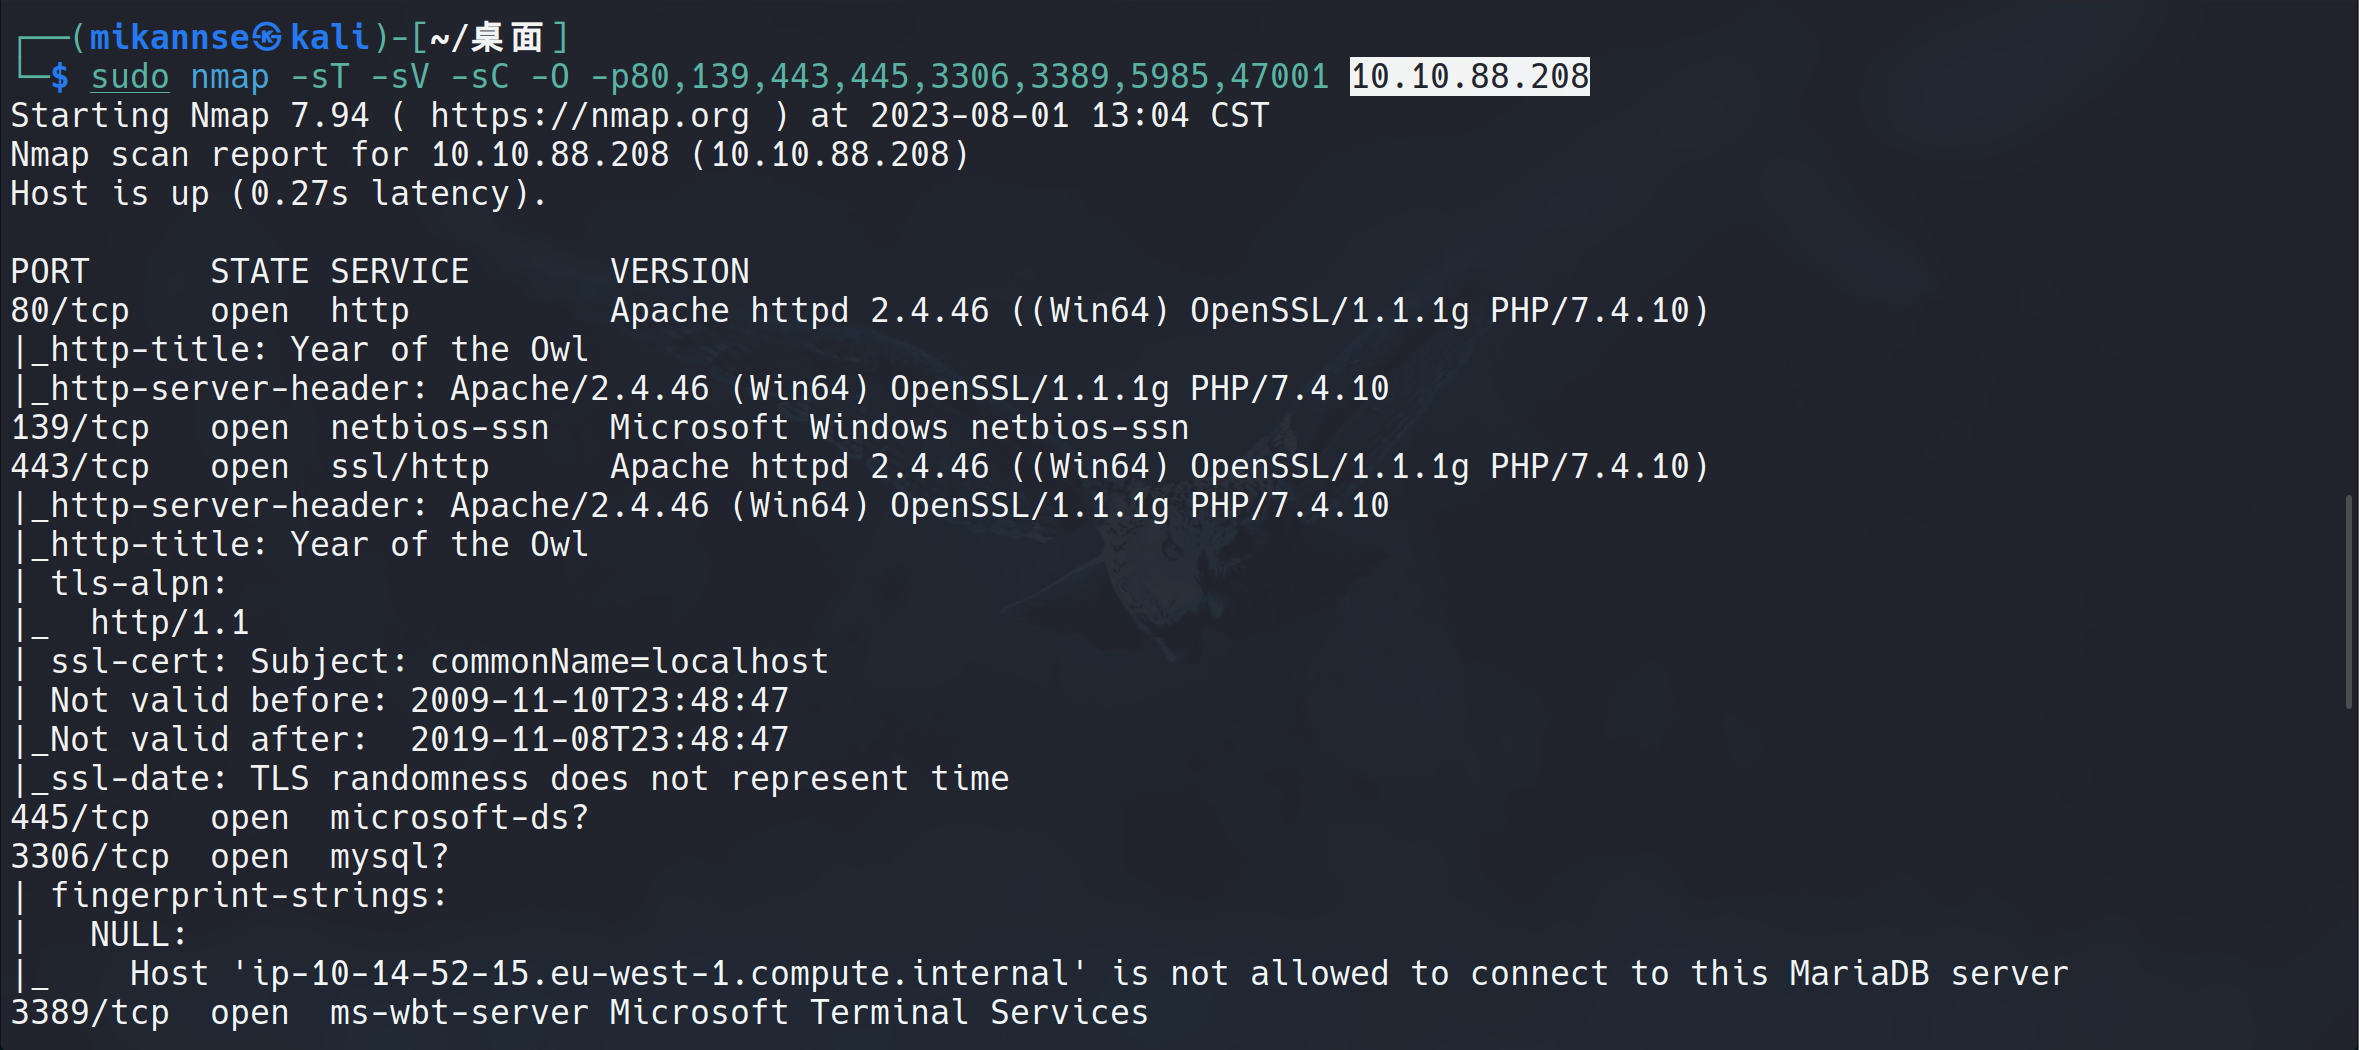 ┌──(mikannse㉿kali)-[~/桌面]
└─$ sudo nmap -sT -sV -sC -O -p80,139,443,445,3306,3389,5985,47001 10.10.88.208
Starting Nmap 7.94 ( https://nmap.org ) at 2023-08-01 13:04 CST
Nmap scan report for 10.10.88.208 (10.10.88.208)
Host is up (0.27s latency).

PORT      STATE SERVICE       VERSION
80/tcp    open  http          Apache httpd 2.4.46 ((Win64) OpenSSL/1.1.1g PHP/7.4.10)
|_http-title: Year of the Owl
|_http-server-header: Apache/2.4.46 (Win64) OpenSSL/1.1.1g PHP/7.4.10
139/tcp   open  netbios-ssn   Microsoft Windows netbios-ssn
443/tcp   open  ssl/http      Apache httpd 2.4.46 ((Win64) OpenSSL/1.1.1g PHP/7.4.10)
|_http-server-header: Apache/2.4.46 (Win64) OpenSSL/1.1.1g PHP/7.4.10
|_http-title: Year of the Owl
| tls-alpn:
|_  http/1.1
| ssl-cert: Subject: commonName=localhost
| Not valid before: 2009-11-10T23:48:47
|_Not valid after:  2019-11-08T23:48:47
|_ssl-date: TLS randomness does not represent time
445/tcp   open  microsoft-ds?
3306/tcp  open  mysql?
| fingerprint-strings:
|   NULL:
|_    Host 'ip-10-14-52-15.eu-west-1.compute.internal' is not allowed to connect to this MariaDB server
3389/tcp  open  ms-wbt-server Microsoft Terminal Services